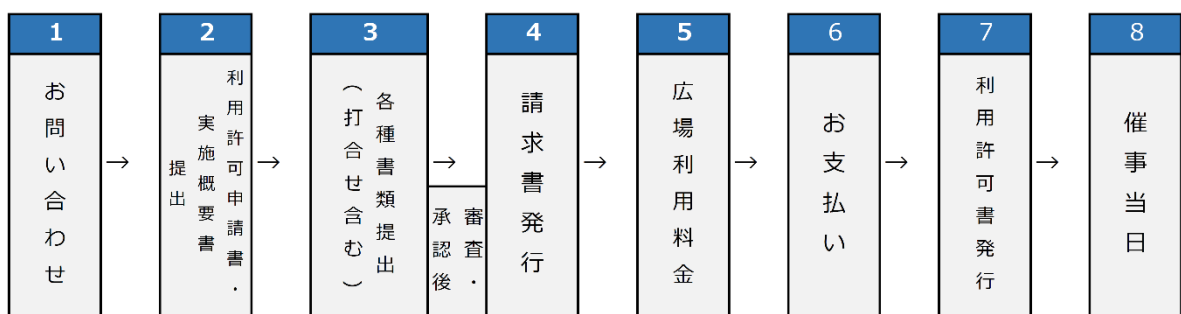 1
お問い合わせ
→
2
利用許可申請書・
実施概要書
提出
→
3
各種書類提出
(打合せ含む)
→
審査・
承認後
4
請求書発行
→
5
広場利用料金
→
6
お支払い
→
7
利用許可書発行
→
8
催事当日